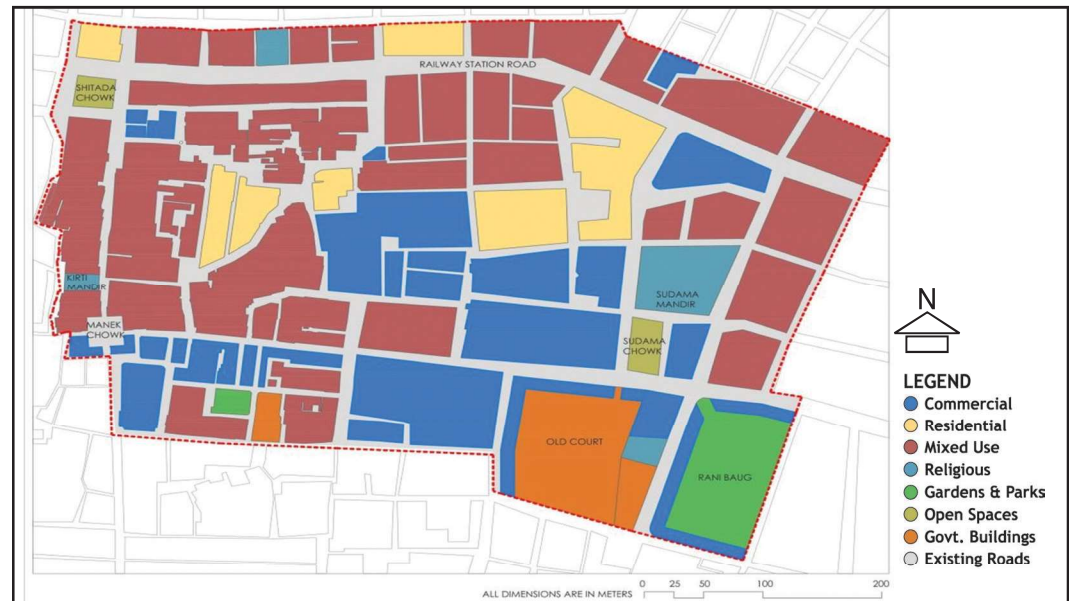 RAILWAY STATION ROAD
SHITADA
CHOWK
KIRTI
MANDIR
MANEK
CHOWK
SUDAMA
MANDIR
SUDAMA
CHOWK
OLD COURT
RANI BAUG
N
LEGEND
Commercial
Residential
Mixed Use
Religious
Gardens & Parks
Open Spaces
Govt. Buildings
Existing Roads
ALL DIMENSIONS ARE IN METERS
0 25 50 100 200